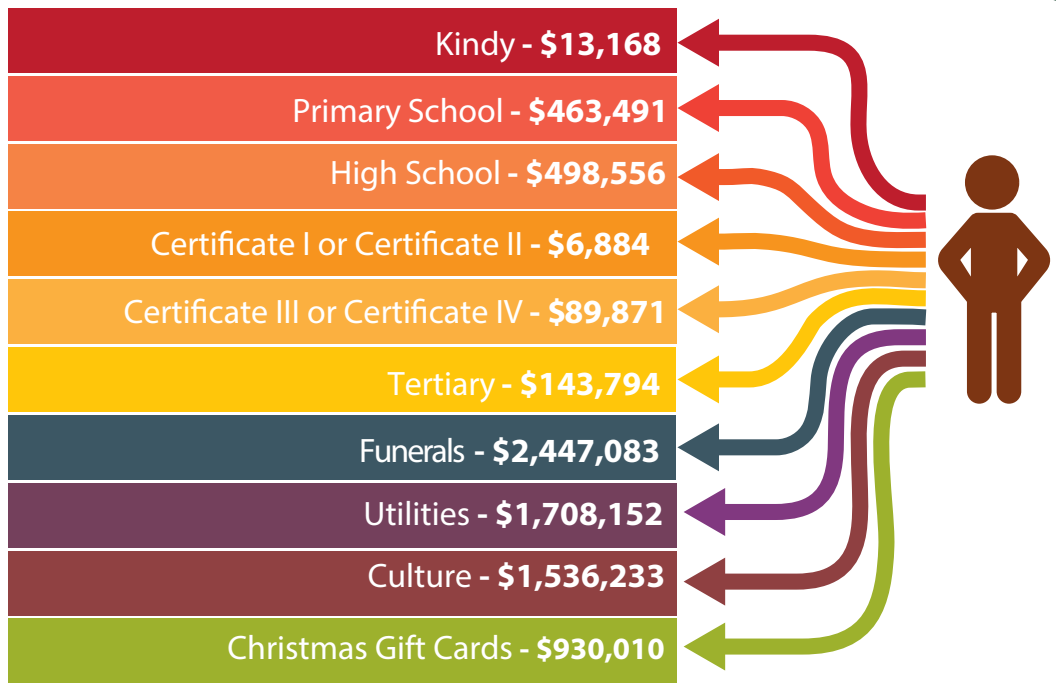 Kindy - $13,168
Primary School - $463,491
High School - $498,556
Certificate I or Certificate II - $6,884
Certificate III or Certificate IV - $89,871
Tertiary - $143,794
Funerals - $2,447,083
Utilities - $1,708,152
Culture - $1,536,233
Christmas Gift Cards - $930,010